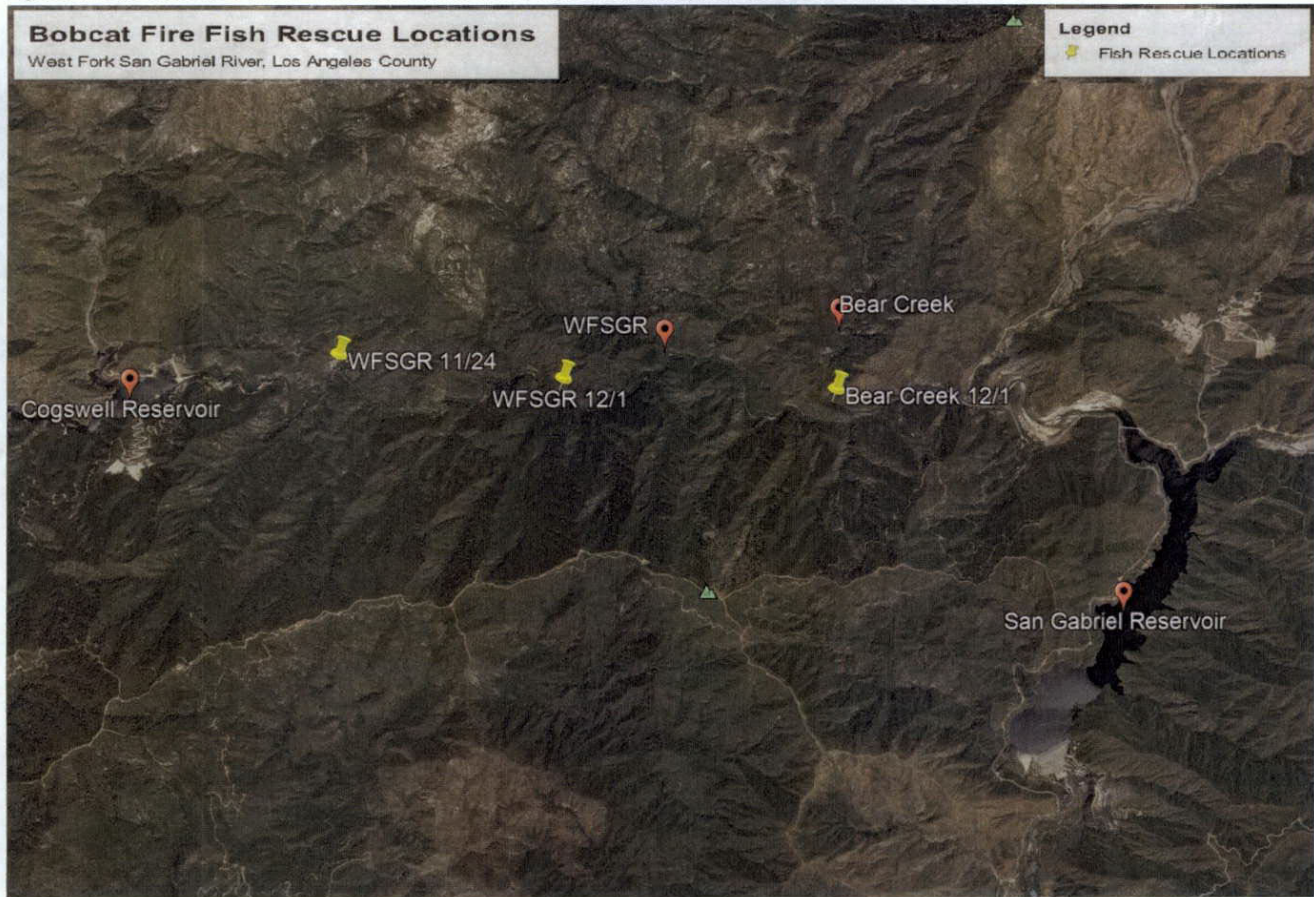 Bobcat Fire Fish Rescue Locations
West Fork San Gabriel River, Los Angeles County
Legend
Fish Rescue Locations
Bear Creek
WFSGR
WFSGR 11/24
WFSGR 12/1
Bear Creek 12/1
Cogswell Reservoir
San Gabriel Reservoir